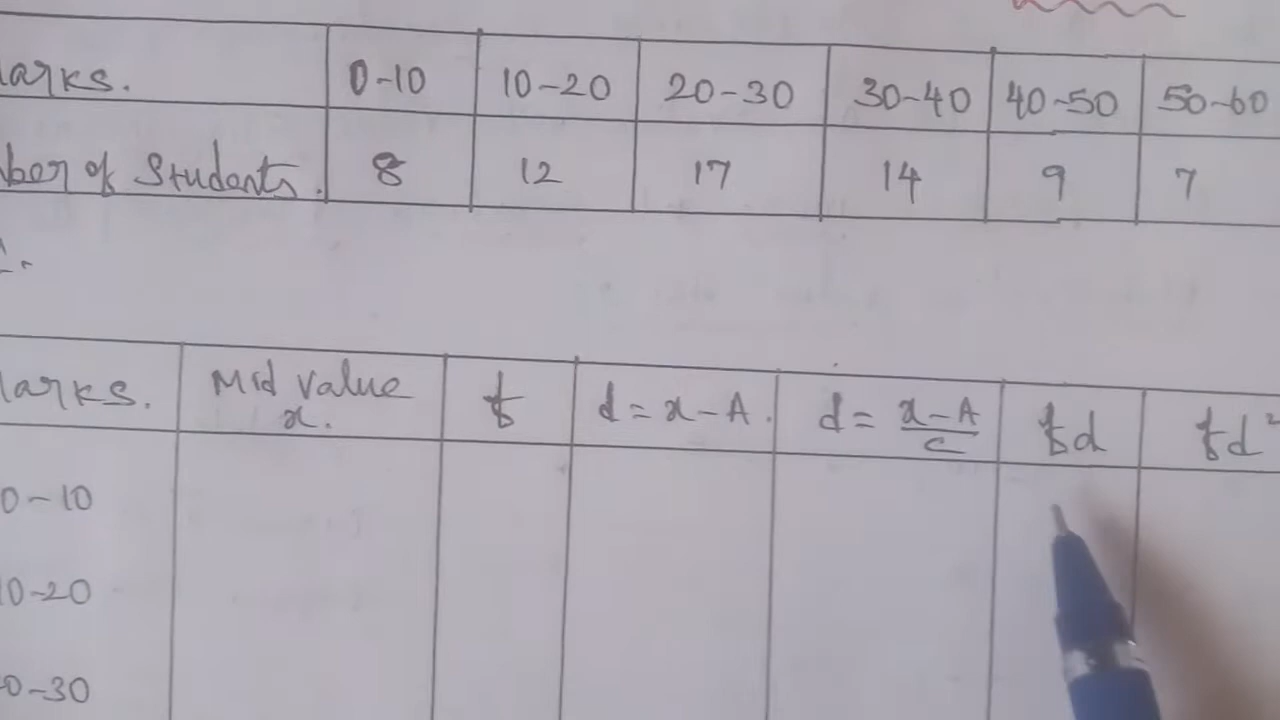 arks. 0-10 10-20 20-30 30-40 40-50 50-60
ber of Students. 8 12 17 14 9 7
arks. Mid value x. f d = x - A. d = x-A/c fd fd²
0-10
10-20
0-30